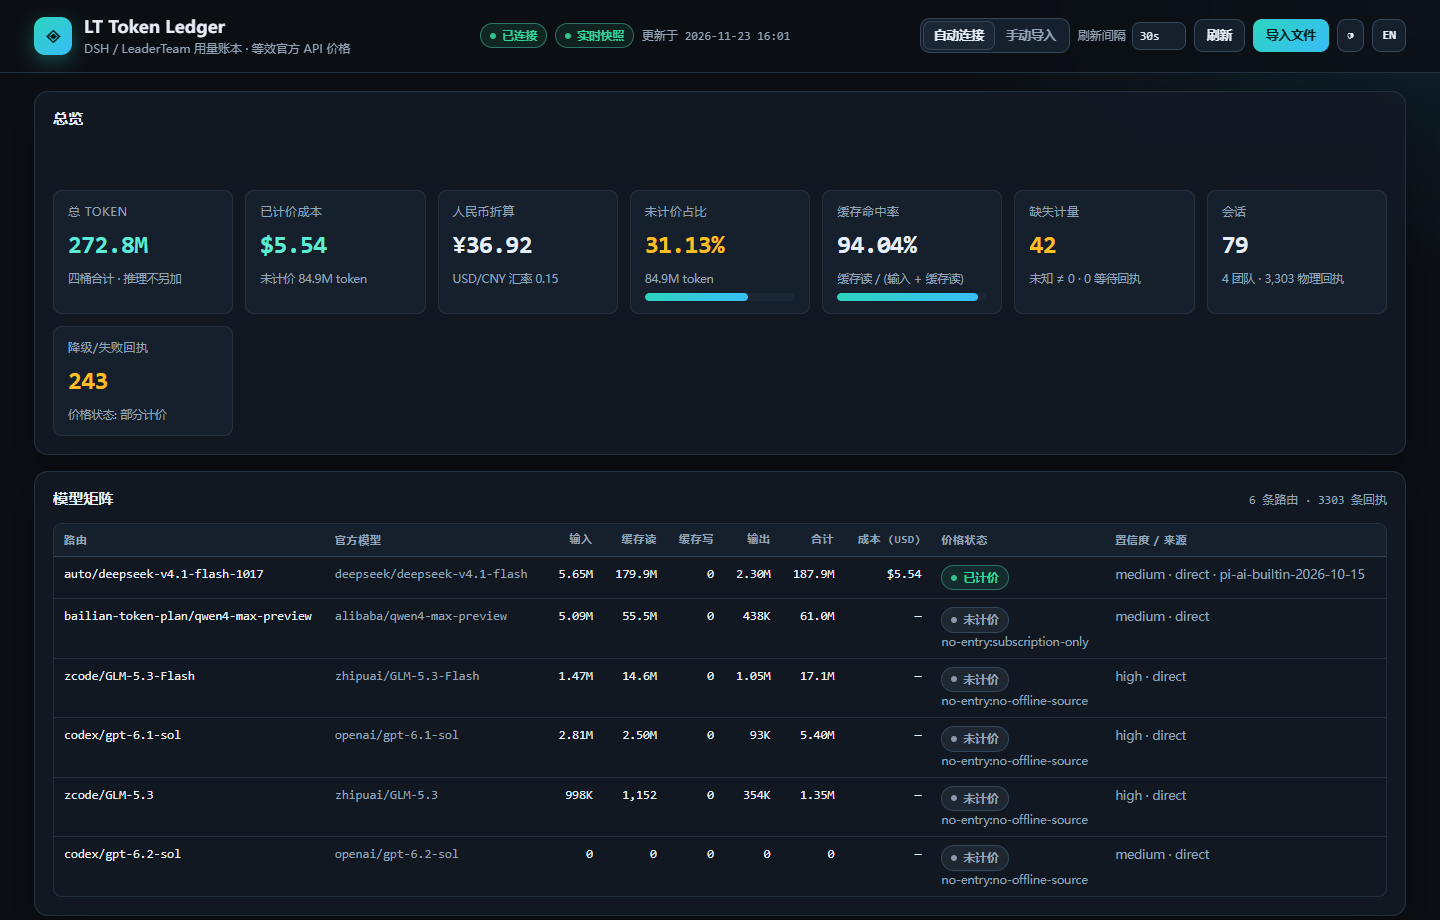 LT Token Ledger
DSH / LeaderTeam 用量账本 · 等效官方 API 价格
已连接 实时快照 更新于 2026-11-23 16:01
自动连接 手动导入 刷新间隔 30s 刷新 导入文件 EN
总览
总 TOKEN
272.8M
四桶合计 · 推理不另加
已计价成本
$5.54
未计价 84.9M token
人民币折算
¥36.92
USD/CNY 汇率 0.15
未计价占比
31.13%
84.9M token
缓存命中率
94.04%
缓存读 / (输入 + 缓存读)
缺失计量
42
未知 ≠ 0 · 0 等待回执
会话
79
4 团队 · 3,303 物理回执
降级/失败回执
243
价格状态: 部分计价
模型矩阵
6 条路由 · 3303 条回执
路由 官方模型 输入 缓存读 缓存写 输出 合计 成本 (USD) 价格状态 置信度 / 来源
auto/deepseek-v4.1-flash-1017 deepseek/deepseek-v4.1-flash 5.65M 179.9M 0 2.30M 187.9M $5.54 已计价 medium · direct · pi-ai-builtin-2026-10-15
bailian-token-plan/qwen4-max-preview alibaba/qwen4-max-preview 5.09M 55.5M 0 438K 61.0M — 未计价 medium · direct
no-entry:subscription-only
zcode/GLM-5.3-Flash zhipuai/GLM-5.3-Flash 1.47M 14.6M 0 1.05M 17.1M — 未计价 high · direct
no-entry:no-offline-source
codex/gpt-6.1-sol openai/gpt-6.1-sol 2.81M 2.50M 0 93K 5.40M — 未计价 high · direct
no-entry:no-offline-source
zcode/GLM-5.3 zhipuai/GLM-5.3 998K 1,152 0 354K 1.35M — 未计价 high · direct
no-entry:no-offline-source
codex/gpt-6.2-sol openai/gpt-6.2-sol 0 0 0 0 0 — 未计价 medium · direct
no-entry:no-offline-source